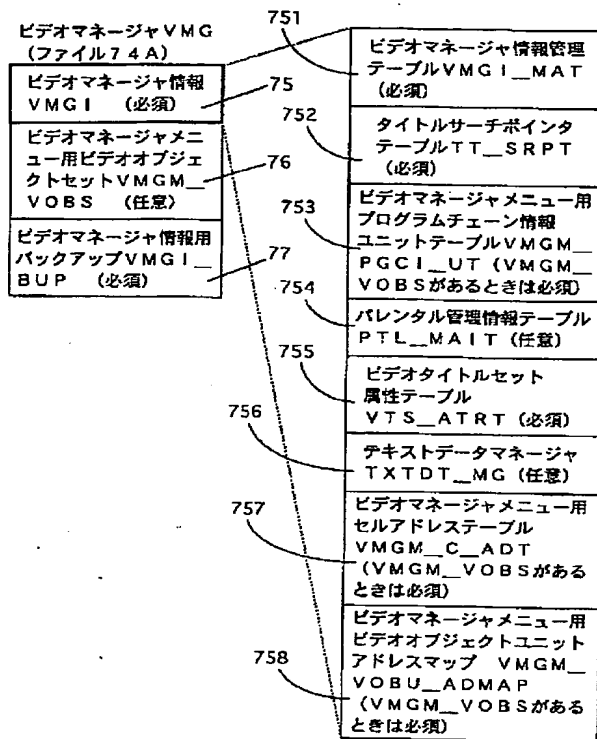 ビデオマネージャVMG
(ファイル74A)
ビデオマネージャ情報
VMGI (必須)
75
ビデオマネージャメニ
ュー用ビデオオブジェ
クトセットVMGM__
VOBS (任意)
76
ビデオマネージャ情報用
バックアップVMGI__
BUP (必須)
77
751
ビデオマネージャ情報管理
テーブルVMGI__MAT
(必須)
752
タイトルサーチポインタ
テーブルTT__SRPT
(必須)
753
ビデオマネージャメニュー用
プログラムチェーン情報
ユニットテーブルVMGM__
PGCI__UT (VMGM__
VOBSがあるときは必須)
754
パレンタル管理情報テーブル
PTL__MAIT (任意)
755
ビデオタイトルセット
属性テーブル
VTS__ATRT (必須)
756
テキストデータマネージャ
TXTDT__MG (任意)
757
ビデオマネージャメニュー用
セルアドレステーブル
VMGM__C__ADT
(VMGM__VOBSがある
ときは必須)
758
ビデオマネージャメニュー用
ビデオオブジェクトユニット
アドレスマップ VMGM__
VOBU__ADMAP
(VMGM__VOBSがある
ときは必須)